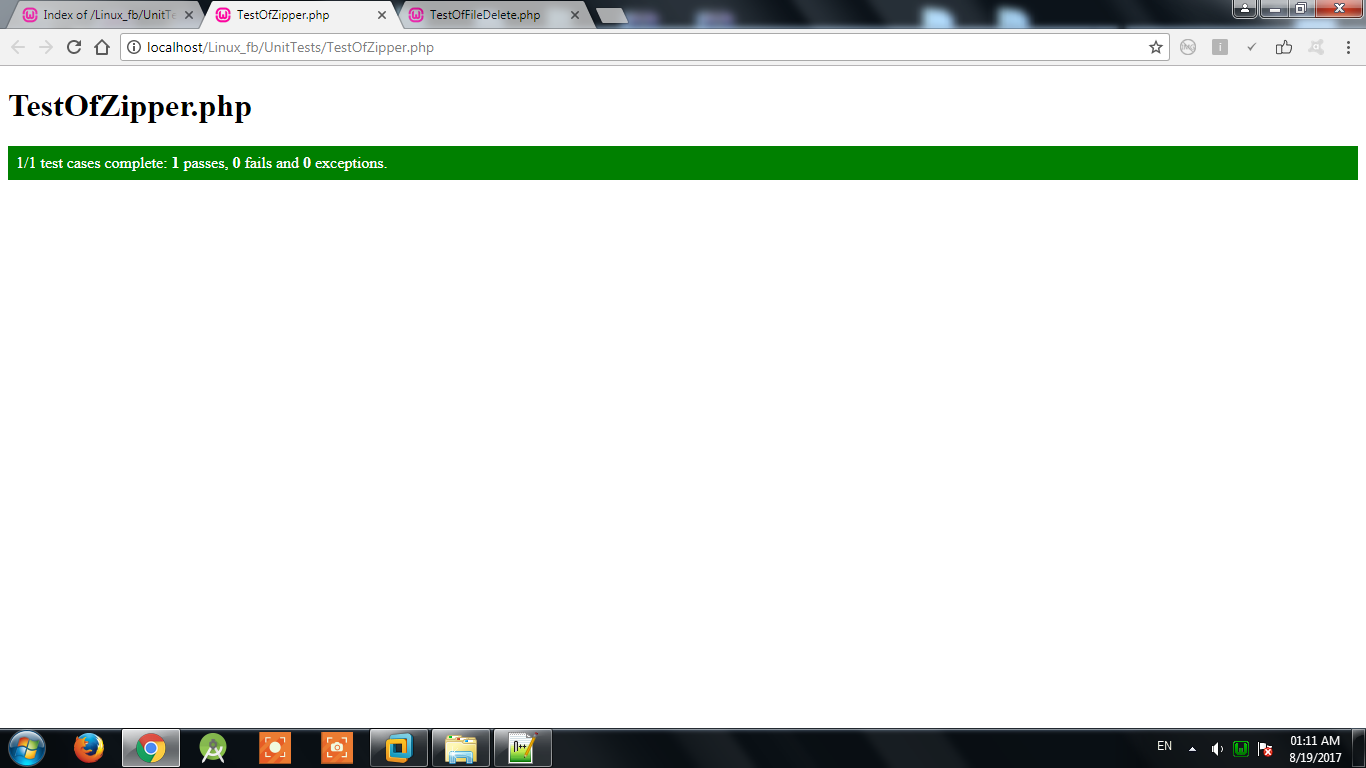 Index of /Linux_fb/UnitTe
TestOfZipper.php
TestOfFileDelete.php
localhost/Linux_fb/UnitTests/TestOfZipper.php
TestOfZipper.php
1/1 test cases complete: 1 passes, 0 fails and 0 exceptions.
EN
01:11 AM
8/19/2017